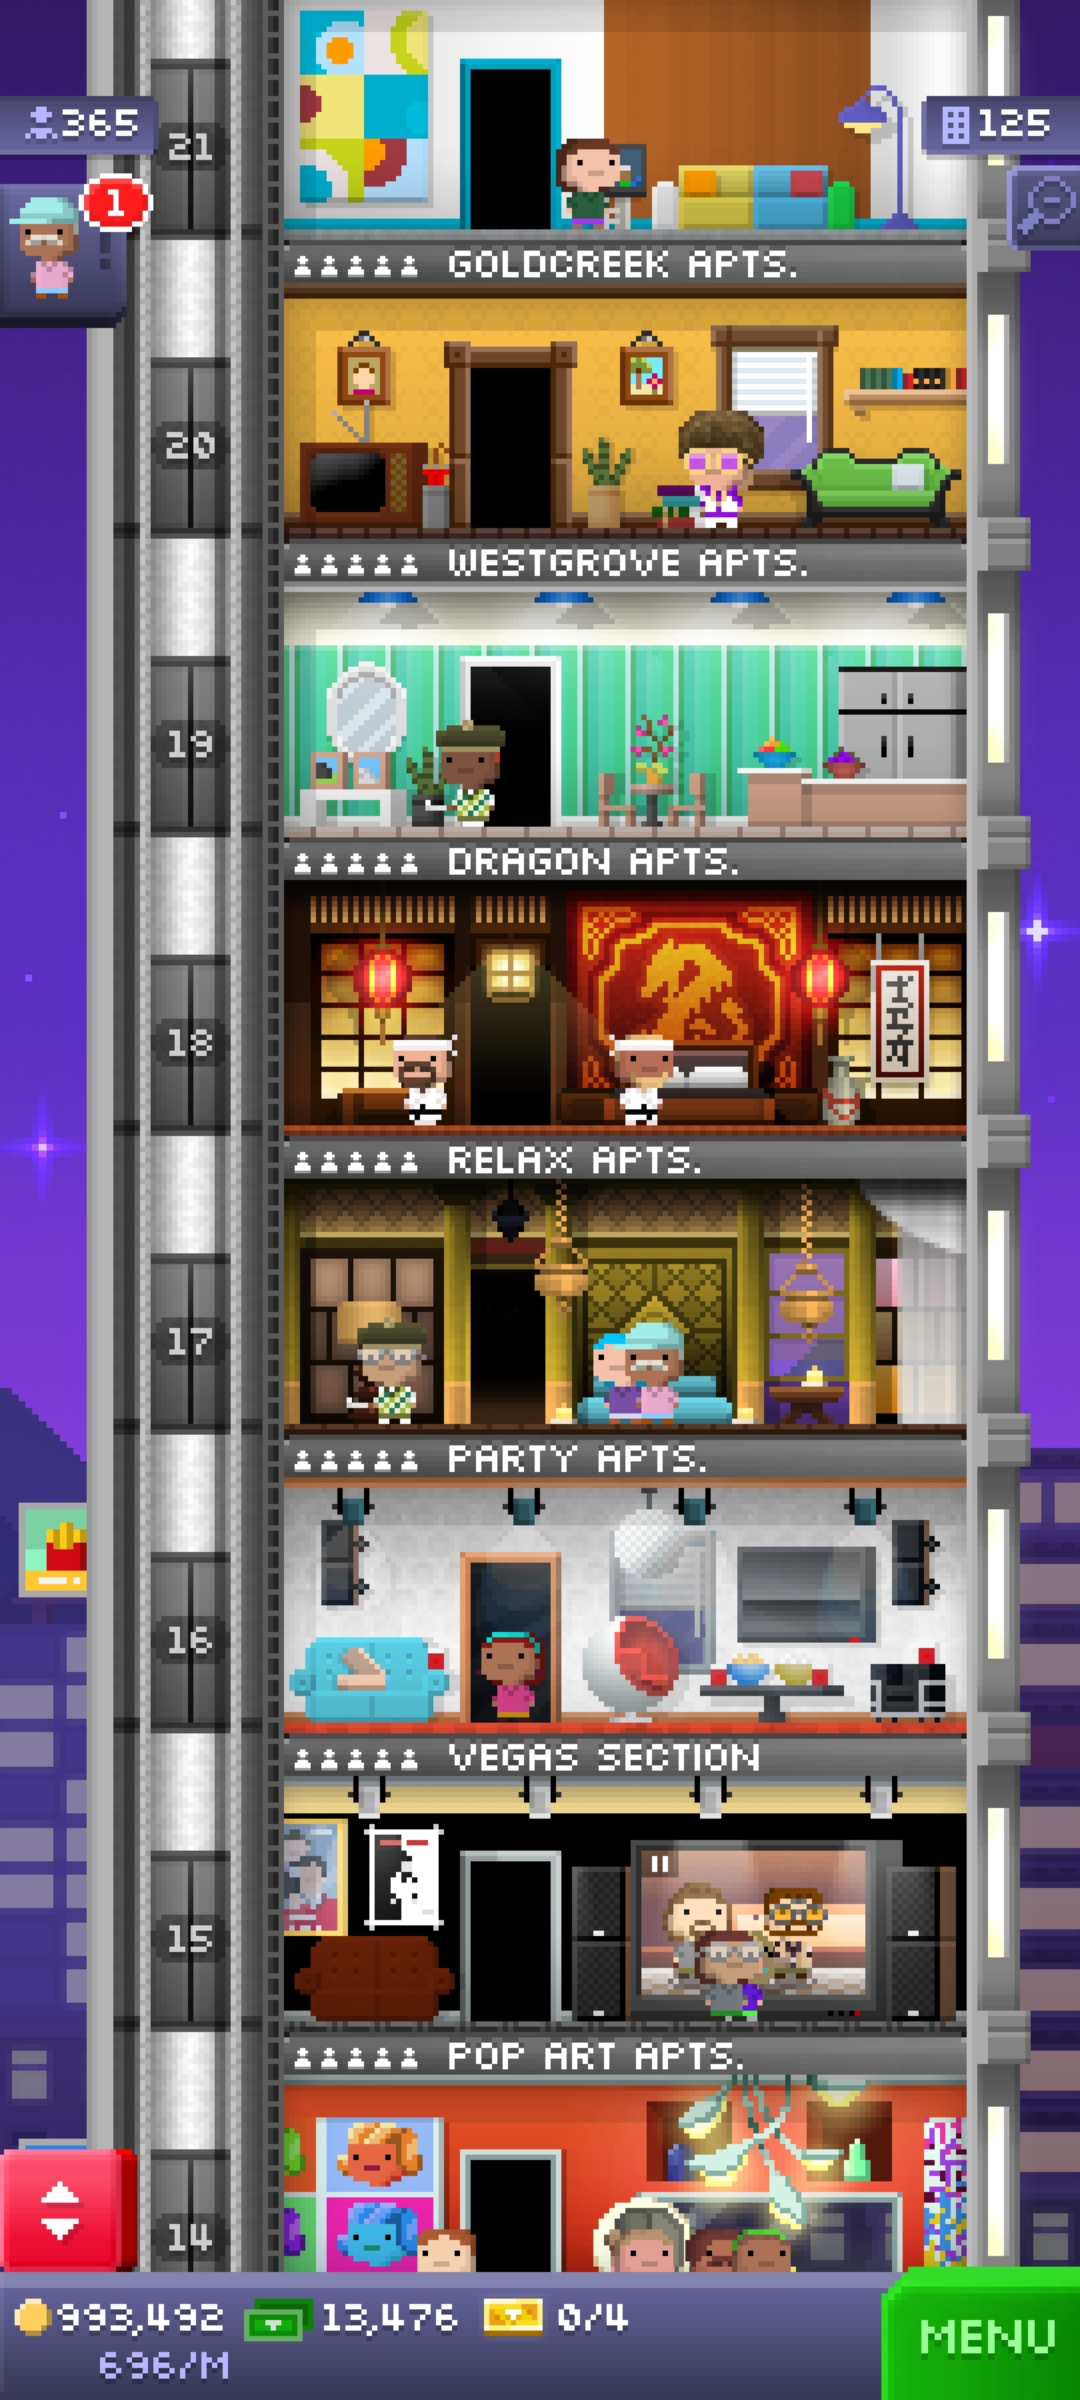 365
125
1
21
GOLDCREEK APTS.
20
WESTGROVE APTS.
19
DRAGON APTS.
18
RELAX APTS.
17
PARTY APTS.
16
VEGAS SECTION
15
POP ART APTS.
14
993,492
13,476
0/4
696/M
MENU